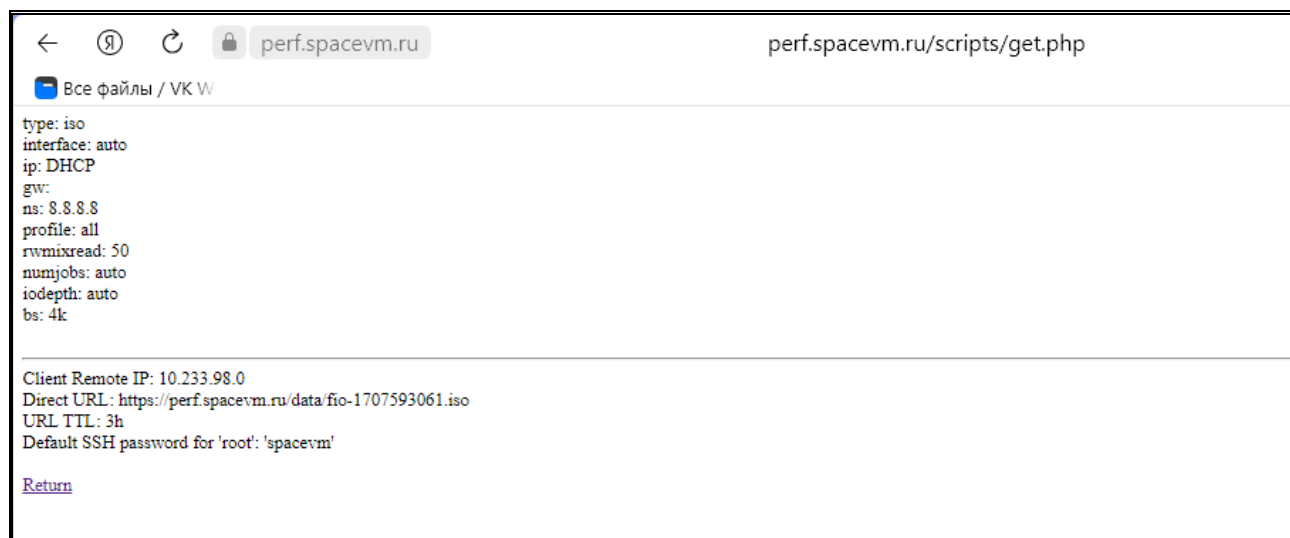 perf.spacevm.ru
perf.spacevm.ru/scripts/get.php
Все файлы / VK W
type: iso
interface: auto
ip: DHCP
gw:
ns: 8.8.8.8
profile: all
rwmixread: 50
numjobs: auto
iodepth: auto
bs: 4k
Client Remote IP: 10.233.98.0
Direct URL: https://perf.spacevm.ru/data/fio-1707593061.iso
URL TTL: 3h
Default SSH password for 'root': 'spacevm'
Return